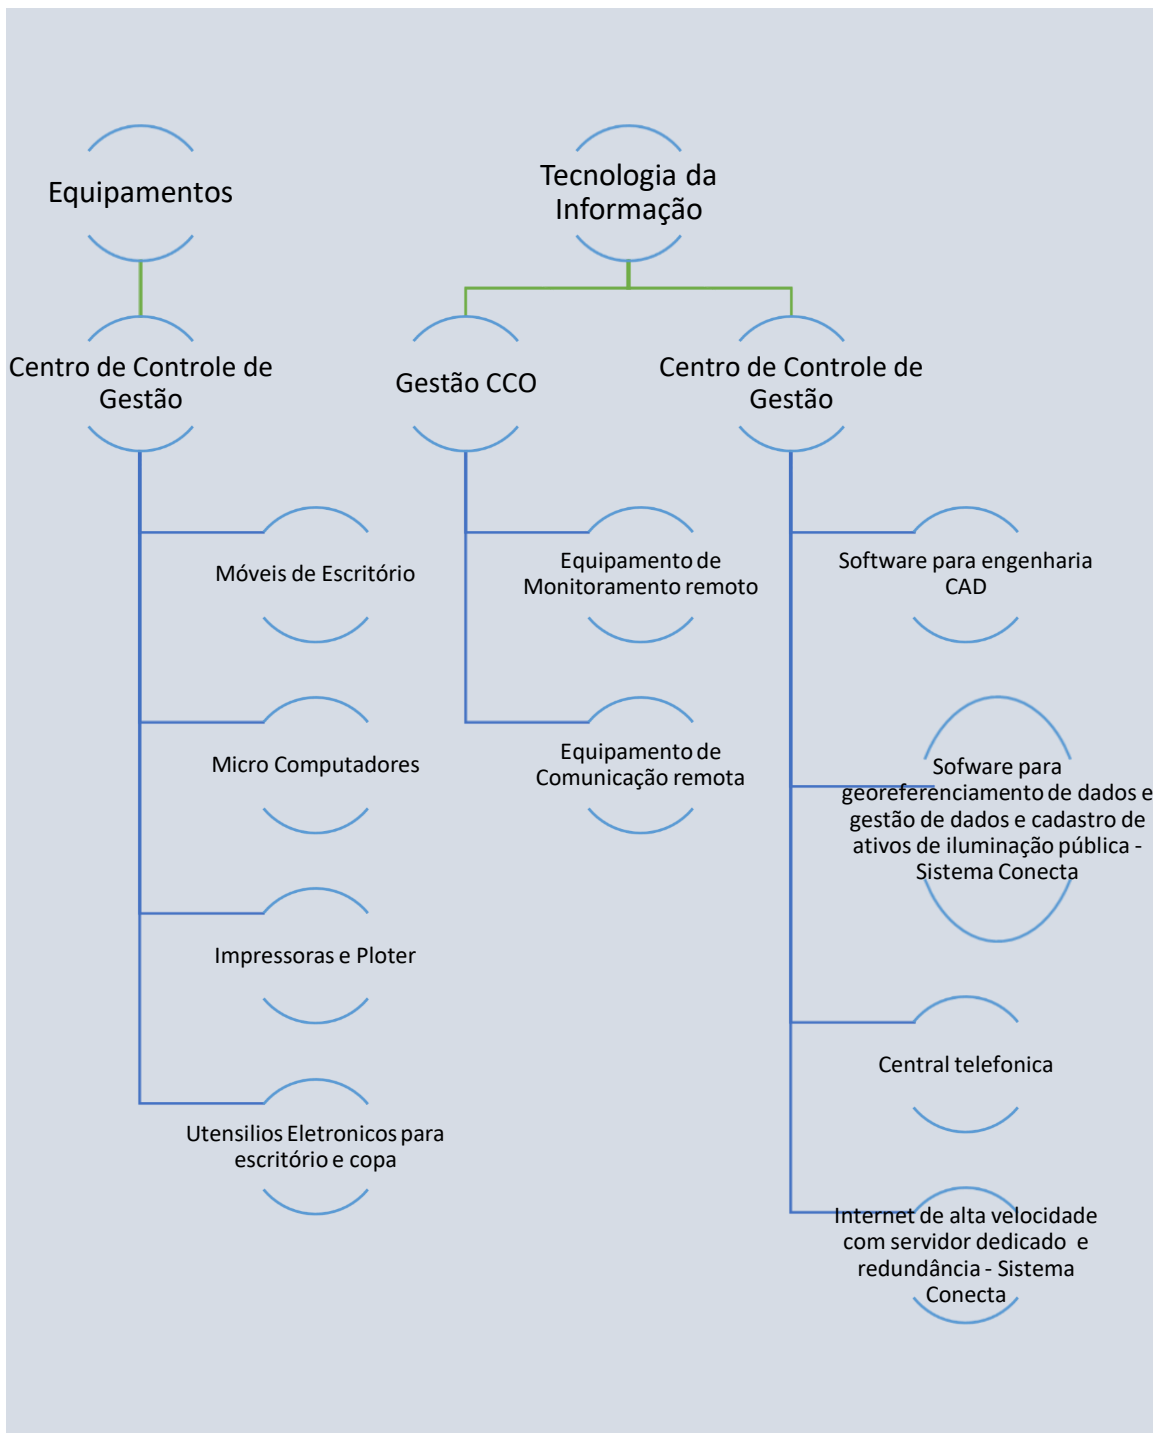 Equipamentos
Tecnologia da
Informação
Centro de Controle de
Gestão
Gestão CCO
Centro de Controle de
Gestão
Móveis de Escritório
Micro Computadores
Impressoras e Ploter
Utensilios Eletronicos para
escritório e copa
Equipamento de
Monitoramento remoto
Equipamento de
Comunicação remota
Software para engenharia
CAD
Sofware para
georeferenciamento de dados e
gestão de dados e cadastro de
ativos de iluminação pública -
Sistema Conecta
Central telefonica
Internet de alta velocidade
com servidor dedicado  e
redundância - Sistema
Conecta